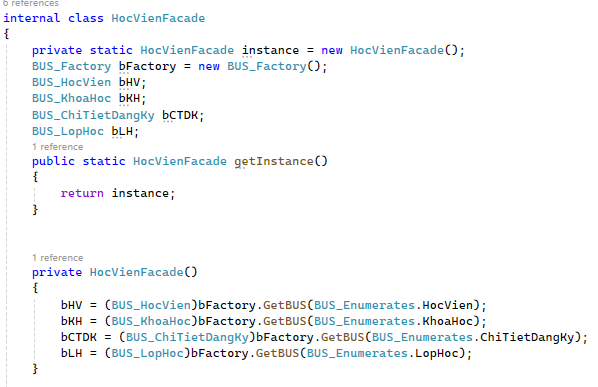 6 references
internal class HocVienFacade
{
private static HocVienFacade instance = new HocVienFacade();
BUS_Factory bFactory = new BUS_Factory();
BUS_HocVien bHV;
BUS_KhoaHoc bKH;
BUS_ChiTietDangKy bCTDK;
BUS_LopHoc bLH;
1 reference
public static HocVienFacade getInstance()
{
return instance;
}
1 reference
private HocVienFacade()
{
bHV = (BUS_HocVien)bFactory.GetBUS(BUS_Enumerates.HocVien);
bKH = (BUS_KhoaHoc)bFactory.GetBUS(BUS_Enumerates.KhoaHoc);
bCTDK = (BUS_ChiTietDangKy)bFactory.GetBUS(BUS_Enumerates.ChiTietDangKy);
bLH = (BUS_LopHoc)bFactory.GetBUS(BUS_Enumerates.LopHoc);
}